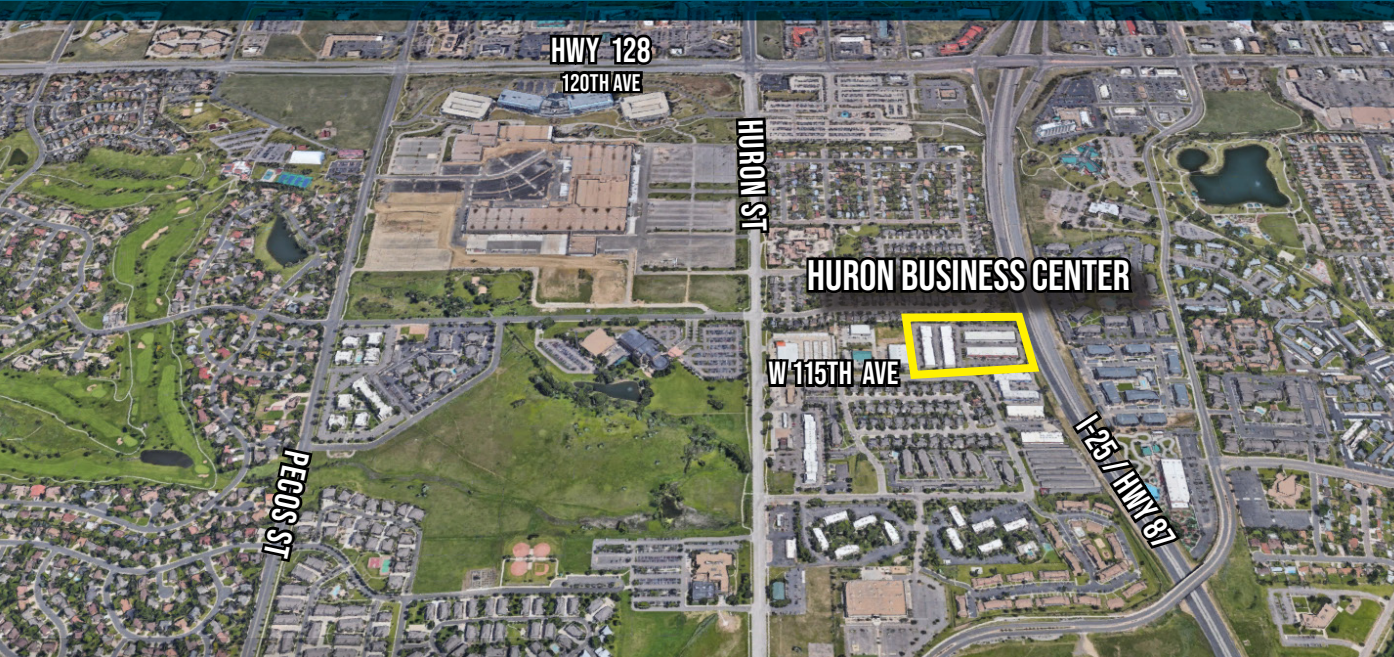 HWY 128
120TH AVE
HURON ST
HURON BUSINESS CENTER
W 115TH AVE
I-25 / HWY 87
PECOS ST